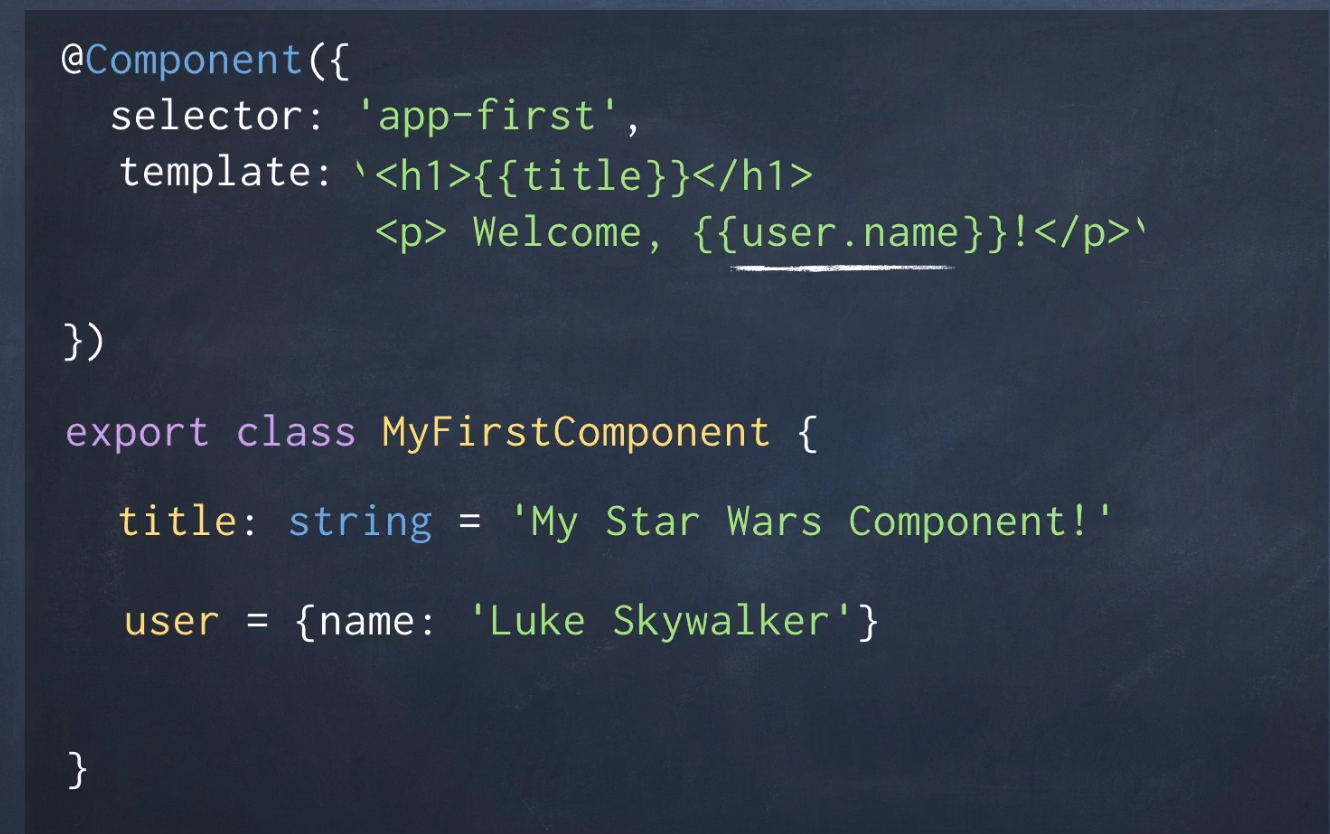 @Component({
selector: 'app-first',
template: `<h1>{{title}}</h1>
<p> Welcome, {{user.name}}!</p>`
})
export class MyFirstComponent {
title: string = 'My Star Wars Component!'
user = {name: 'Luke Skywalker'}
}